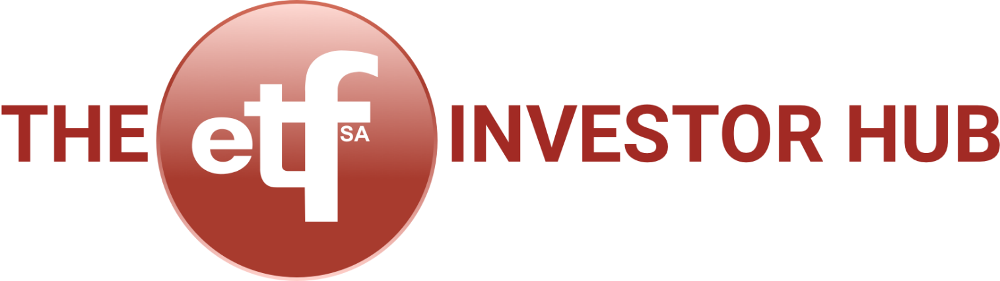 THE etf SA INVESTOR HUB